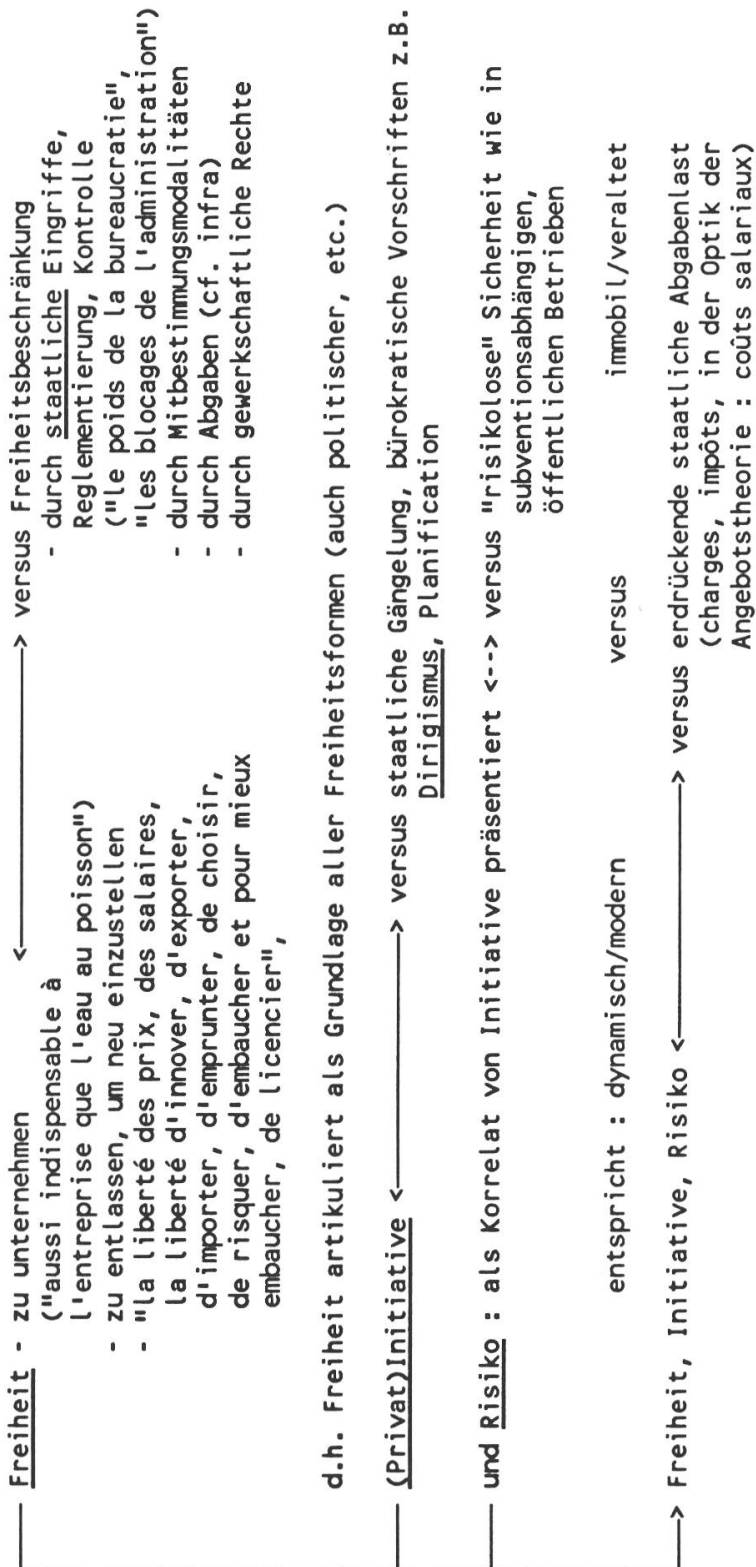 Freiheit - zu unternehmen <————> versus Freiheitsbeschränkung
("aussi indispensable à - durch staatliche Eingriffe,
l'entreprise que l'eau au poisson") Reglementierung, Kontrolle
- zu entlassen, um neu einzustellen ("le poids de la bureaucratie",
- "la liberté des prix, des salaires, "les blocages de l'administration")
la liberté d'innover, d'exporter, - durch Mitbestimmungsmodalitäten
d'importer, d'emprunter, de choisir, - durch Abgaben (cf. infra)
de risquer, d'embaucher et pour mieux - durch gewerkschaftliche Rechte
embaucher, de licencier",
d.h. Freiheit artikuliert als Grundlage aller Freiheitsformen (auch politischer, etc.)
(Privat)Initiative <————> versus staatliche Gängelung, bürokratische Vorschriften z.B.
Dirigismus, Planification
und Risiko : als Korrelat von Initiative präsentiert <--> versus "risikolose" Sicherheit wie in
subventionsabhängigen,
öffentlichen Betrieben
entspricht : dynamisch/modern versus immobil/veraltet
> Freiheit, Initiative, Risiko <————> versus erdrückende staatliche Abgabenlast
(charges, impôts, in der Optik der
Angebotstheorie : coûts salariaux)